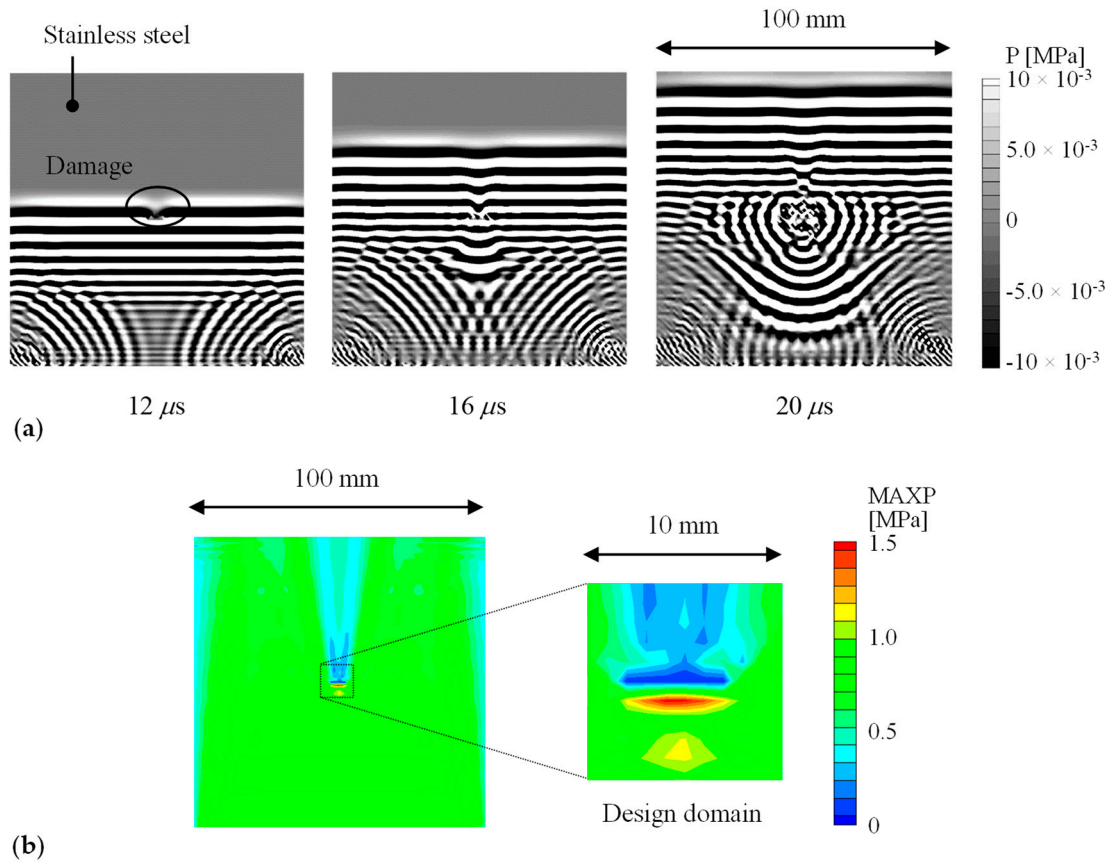 (a)
Stainless steel
Damage
100 mm
P [MPa]
10 × 10⁻³
5.0 × 10⁻³
0
-5.0 × 10⁻³
-10 × 10⁻³
12 μs
16 μs
20 μs
(a)
100 mm
10 mm
MAXP
[MPa]
1.5
1.0
0.5
0
Design domain
(b)